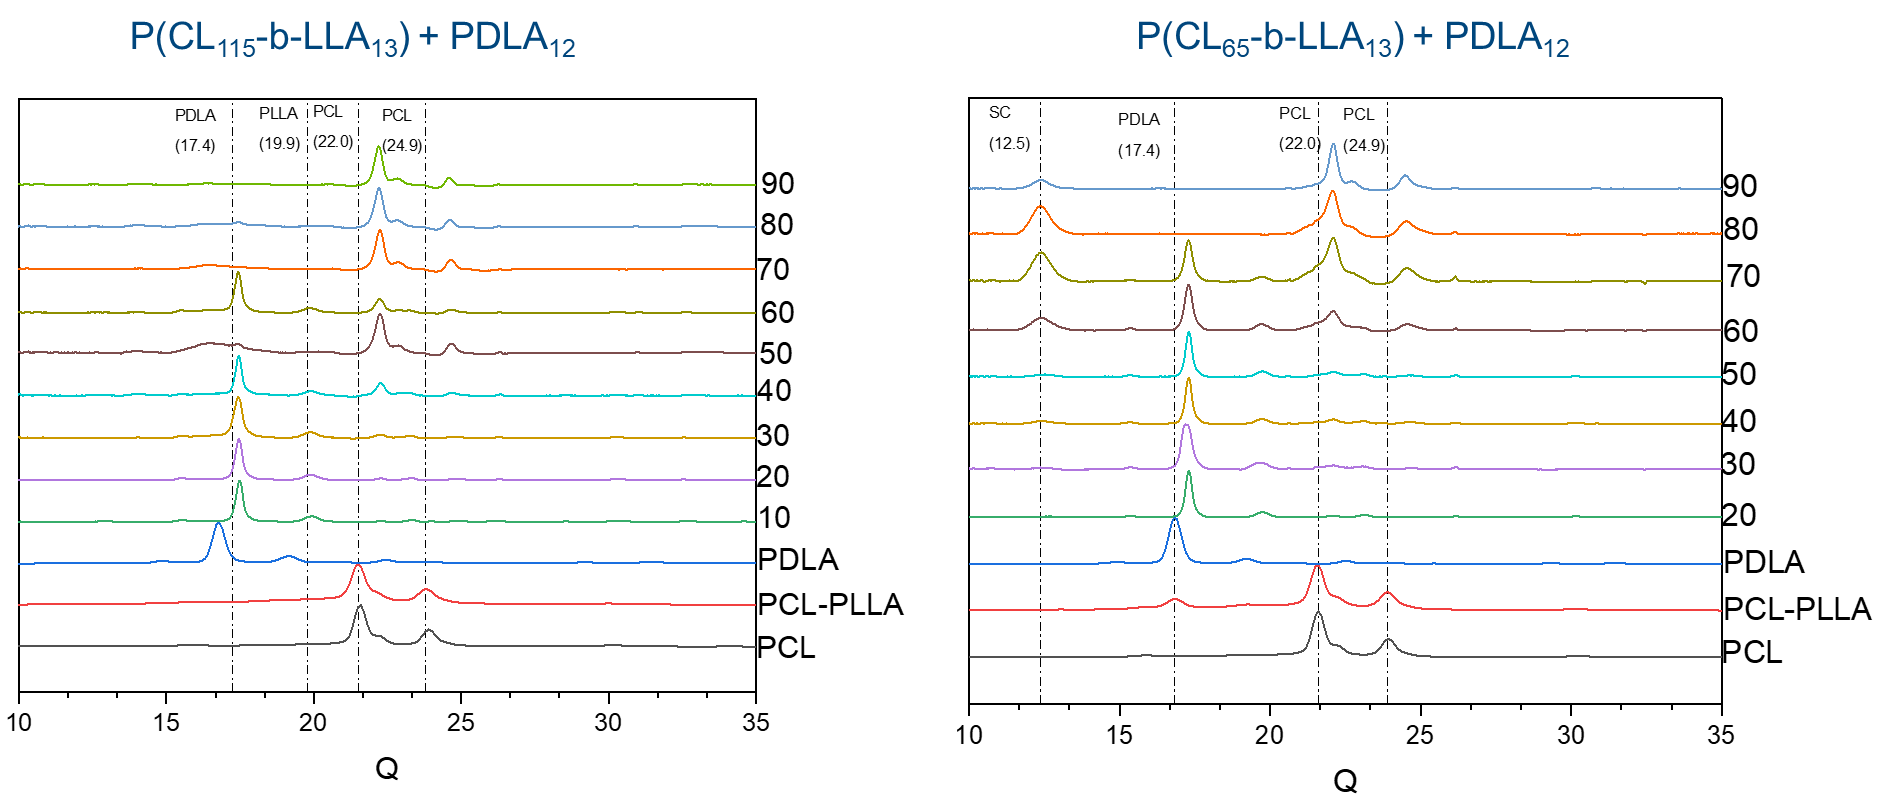 P(CL115-b-LLA13) + PDLA12
PDLA
(17.4)
PLLA
(19.9)
PCL
(22.0)
PCL
(24.9)
90
80
70
60
50
40
30
20
10
PDLA
PCL-PLLA
PCL
10 15 20 25 30 35
Q
P(CL65-b-LLA13) + PDLA12
SC
(12.5)
PDLA
(17.4)
PCL
(22.0)
PCL
(24.9)
90
80
70
60
50
40
30
20
PDLA
PCL-PLLA
PCL
10 15 20 25 30 35
Q